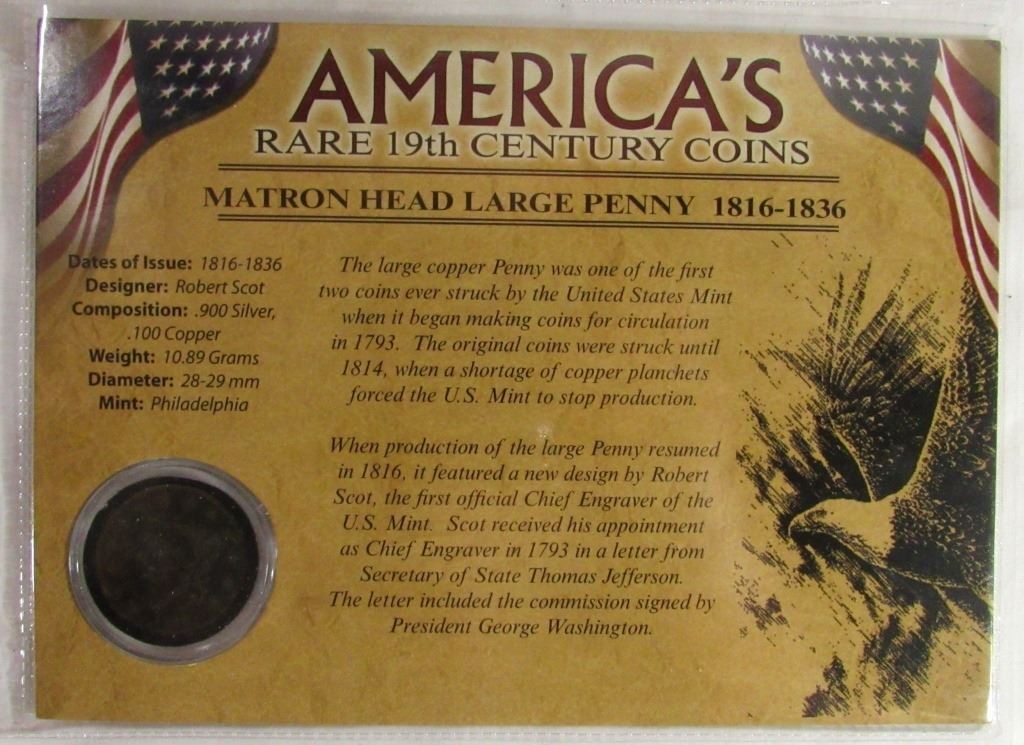 AMERICA'S
RARE 19th CENTURY COINS
MATRON HEAD LARGE PENNY 1816-1836
Dates of Issue: 1816-1836
Designer: Robert Scot
Composition: .900 Silver,
.100 Copper
Weight: 10.89 Grams
Diameter: 28-29 mm
Mint: Philadelphia
The large copper Penny was one of the first
two coins ever struck by the United States Mint
when it began making coins for circulation
in 1793. The original coins were struck until
1814, when a shortage of copper planchets
forced the U.S. Mint to stop production.
When production of the large Penny resumed
in 1816, it featured a new design by Robert
Scot, the first official Chief Engraver of the
U.S. Mint. Scot received his appointment
as Chief Engraver in 1793 in a letter from
Secretary of State Thomas Jefferson.
The letter included the commission signed by
President George Washington.